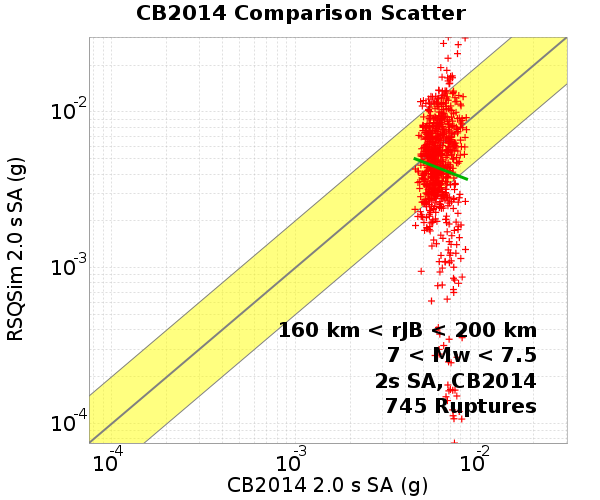 CB2014 Comparison Scatter
RSQSim 2.0 s SA (g)
10-2
10-3
10-4
160 km < rJB < 200 km
7 < Mw < 7.5
2s SA, CB2014
745 Ruptures
10-4 10-3 10-2
CB2014 2.0 s SA (g)